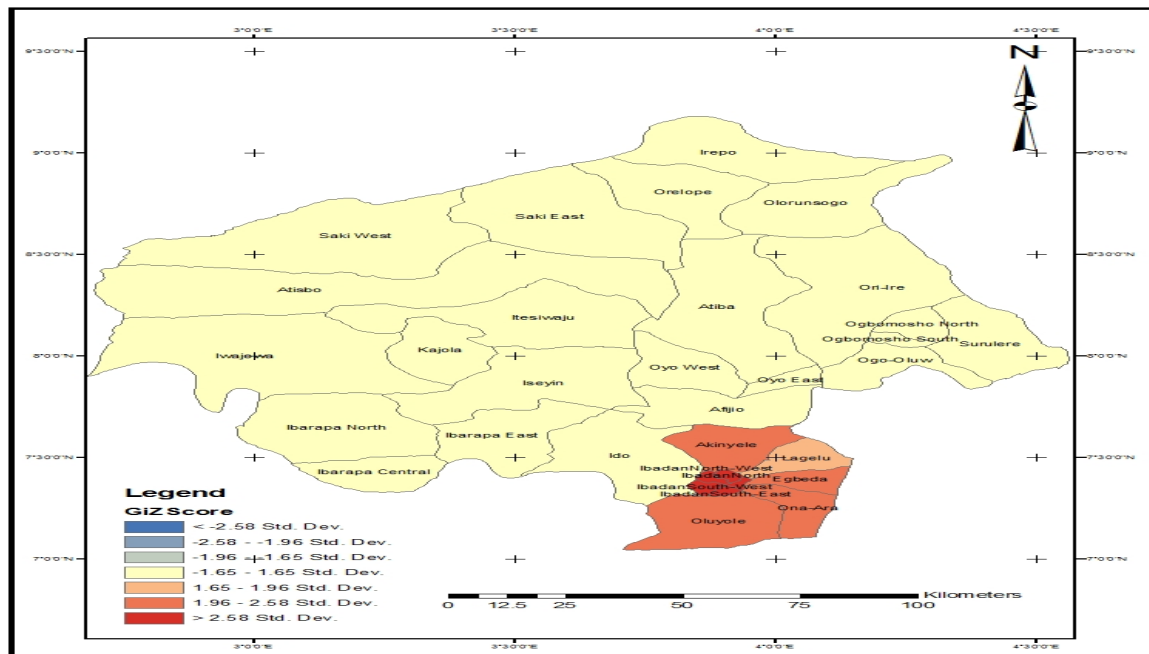 3°0'0"E 3°30'0"E 4°0'0"E 4°30'0"E
9°30'0"N 9°30'0"N
N
9°0'0"N 9°0'0"N
Irepo
Orelope
Olorunsogo
Saki East
Saki West
8°30'0"N 8°30'0"N
Atisbo
Ori-Ire
Atiba
Itesiwaju
Ogbomosho North
Ogbomosho South
Surulere
Kajola
Iwajowa
8°0'0"N 8°0'0"N
Ogo-Oluw
Oyo West
Oyo East
Iseyin
Afijio
Ibarapa North
Ibarapa East
Akinyele
Ido
Lagelu
7°30'0"N 7°30'0"N
IbadanNorth-West
Ibarapa Central
IbadanNorth
Egbeda
IbadanSouth-West
IbadanSouth-East
Ona-Ara
Oluyole
Legend
GiZScore
< -2.58 Std. Dev.
-2.58 - -1.96 Std. Dev.
-1.96 - -1.65 Std. Dev.
-1.65 - 1.65 Std. Dev.
1.65 - 1.96 Std. Dev.
1.96 - 2.58 Std. Dev.
> 2.58 Std. Dev.
7°0'0"N 7°0'0"N
Kilometers
0 12.5 25 50 75 100
3°0'0"E 3°30'0"E 4°0'0"E 4°30'0"E